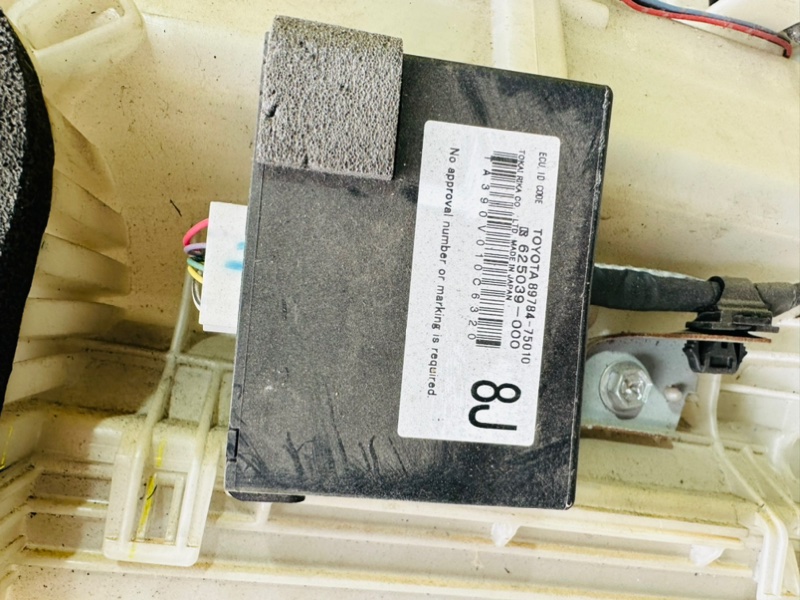 ECU. ID CODE
TOYOTA 89784-75010
625039-000
TOKAI RIKA CO., LTD. MADE IN JAPAN
1A390V010C6320
8J
No approval number or marking is required.